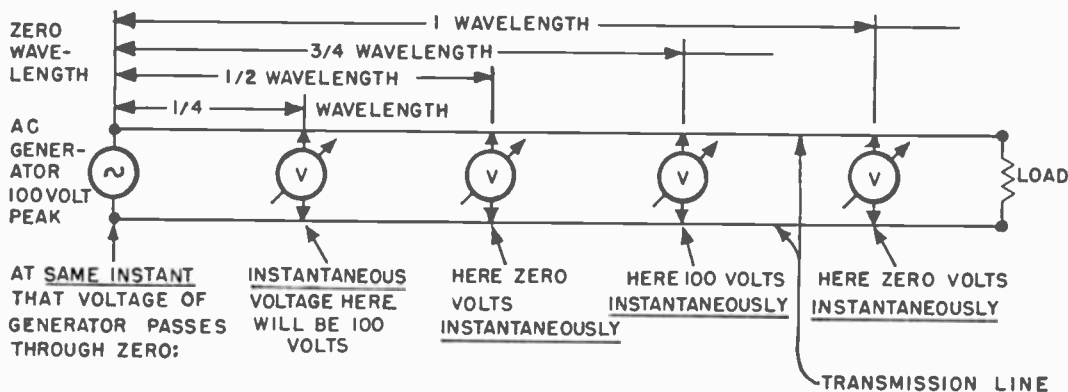 1 WAVELENGTH
ZERO
WAVE-
LENGTH
3/4 WAVELENGTH
1/2 WAVELENGTH
1/4 WAVELENGTH
AC
GENER-
ATOR
100 VOLT
PEAK
~
V
V
V
V
LOAD
AT SAME INSTANT
THAT VOLTAGE OF
GENERATOR PASSES
THROUGH ZERO:
INSTANTANEOUS
VOLTAGE HERE
WILL BE 100
VOLTS
HERE ZERO
VOLTS
INSTANTANEOUSLY
HERE 100 VOLTS
INSTANTANEOUSLY
HERE ZERO VOLTS
INSTANTANEOUSLY
TRANSMISSION LINE